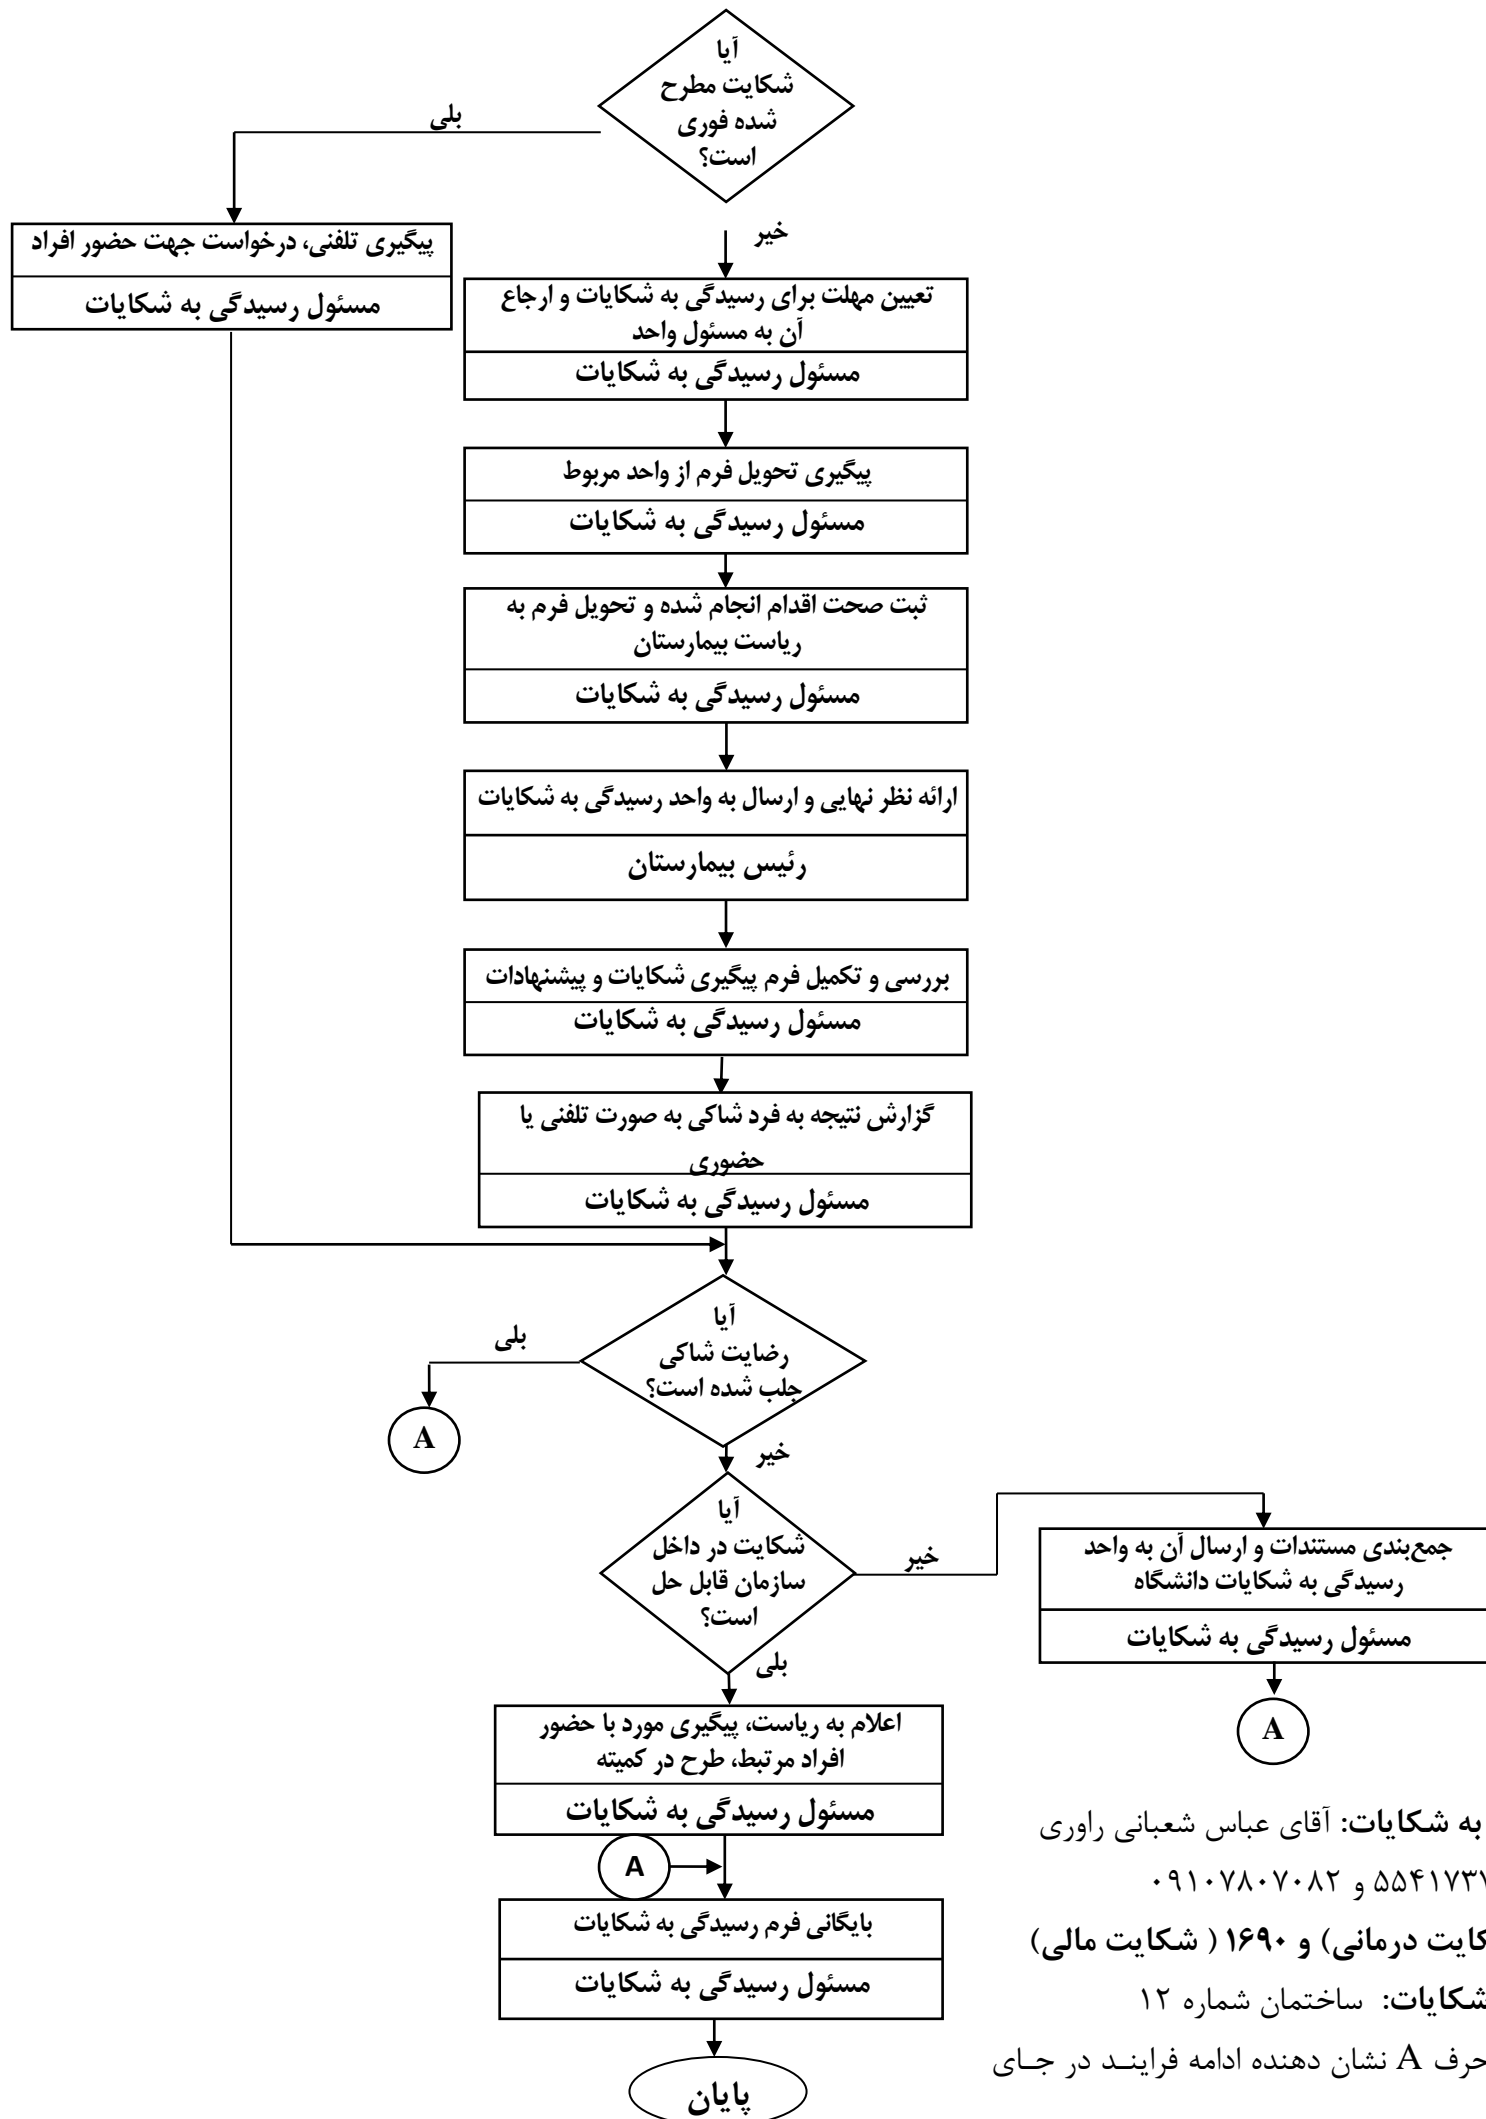 آیا
شکایت مطرح
شده فوری
است؟
بلی
خیر
پیگیری تلفنی، درخواست جهت حضور افراد
مسئول رسیدگی به شکایات
تعیین مهلت برای رسیدگی به شکایات و ارجاع
آن به مسئول واحد
مسئول رسیدگی به شکایات
پیگیری تحویل فرم از واحد مربوط
مسئول رسیدگی به شکایات
ثبت صحت اقدام انجام شده و تحویل فرم به
ریاست بیمارستان
مسئول رسیدگی به شکایات
ارائه نظر نهایی و ارسال به واحد رسیدگی به شکایات
رئیس بیمارستان
بررسی و تکمیل فرم پیگیری شکایات و پیشنهادات
مسئول رسیدگی به شکایات
گزارش نتیجه به فرد شاکی به صورت تلفنی یا
حضوری
مسئول رسیدگی به شکایات
آیا
رضایت شاکی
جلب شده است؟
بلی
A
خیر
آیا
شکایت در داخل
سازمان قابل حل
است؟
خیر
جمع‌بندی مستندات و ارسال آن به واحد
رسیدگی به شکایات دانشگاه
مسئول رسیدگی به شکایات
A
بلی
اعلام به ریاست، پیگیری مورد با حضور
افراد مرتبط، طرح در کمیته
مسئول رسیدگی به شکایات
A
بایگانی فرم رسیدگی به شکایات
مسئول رسیدگی به شکایات
پایان
به شکایات: آقای عباس شعبانی راوری
و ۰۹۱۰۷۸۰۷۰۸۲
درمانی) و ۱۶۹۰ ( شکایت مالی)
شکایات: ساختمان شماره ۱۲
حرف A نشان دهنده ادامه فرایند در جای